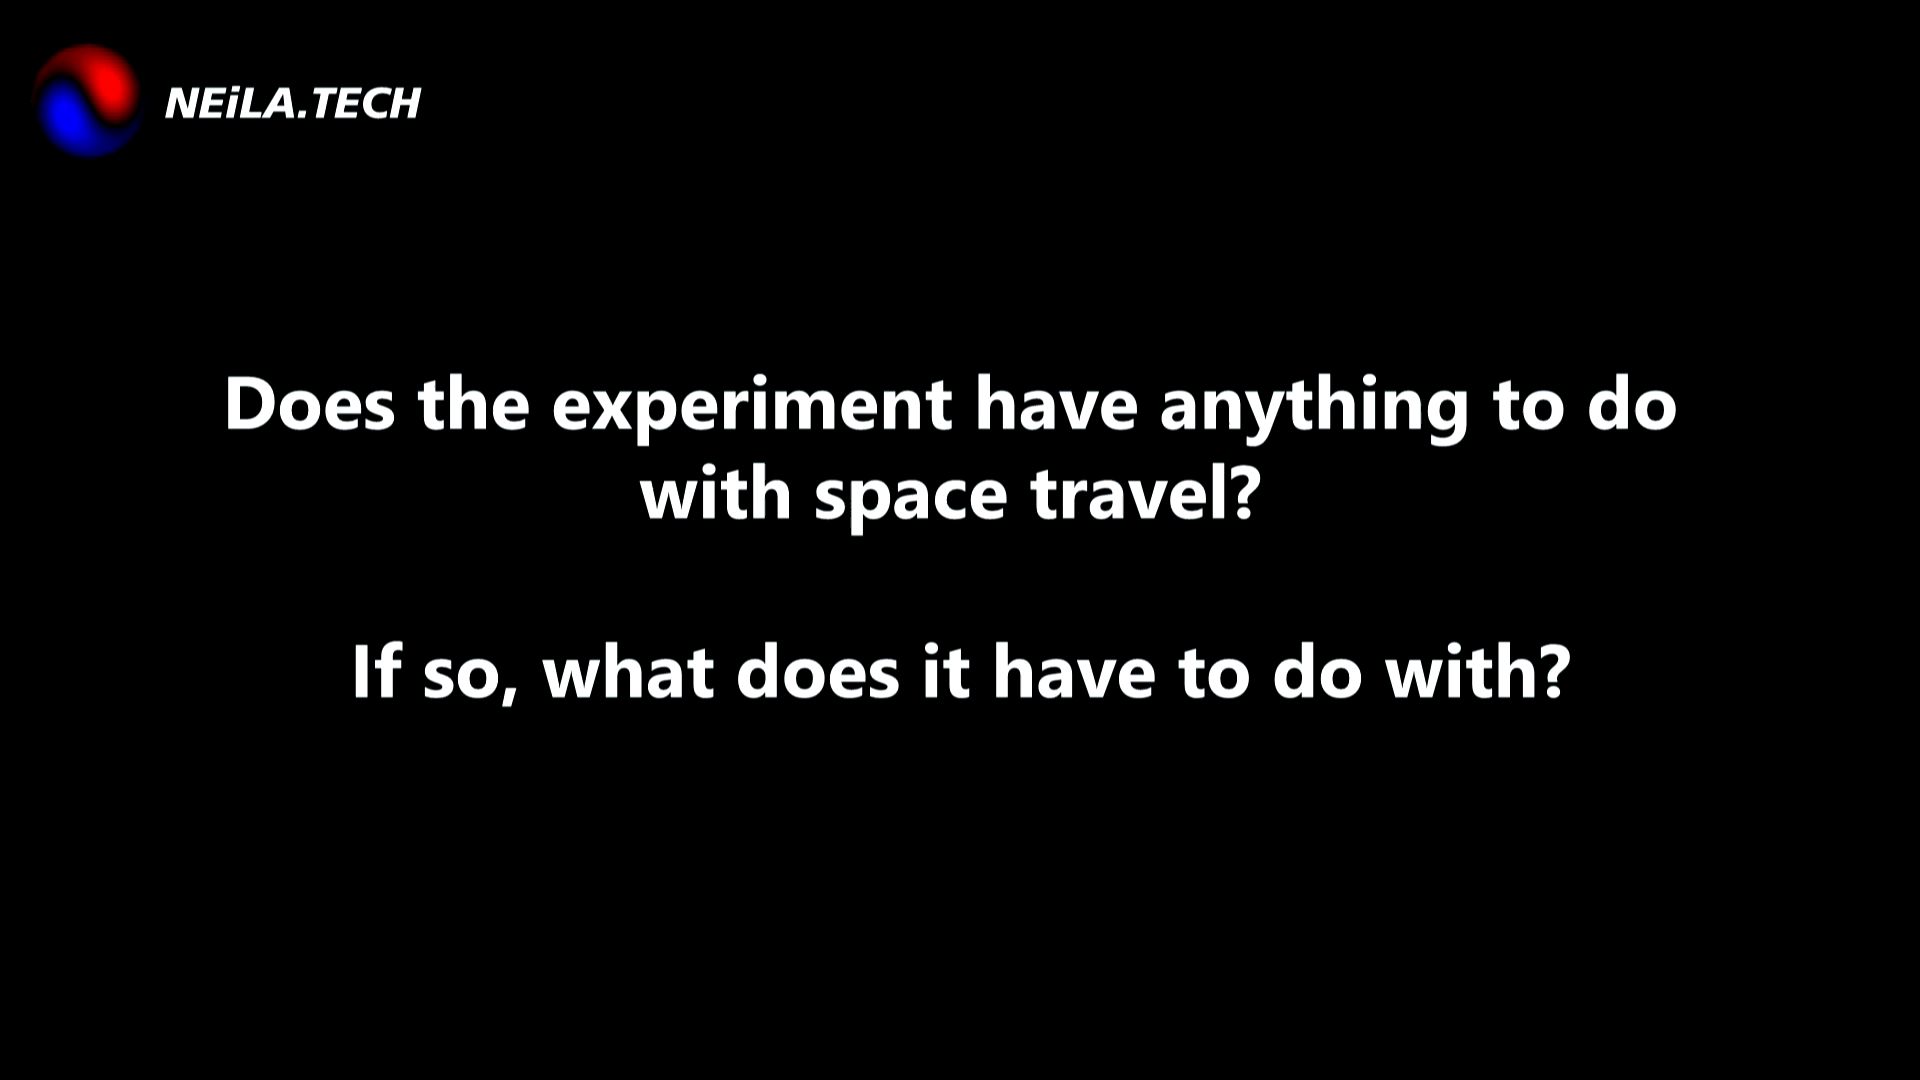 NEiLA.TECH
Does the experiment have anything to do
with space travel?
If so, what does it have to do with?